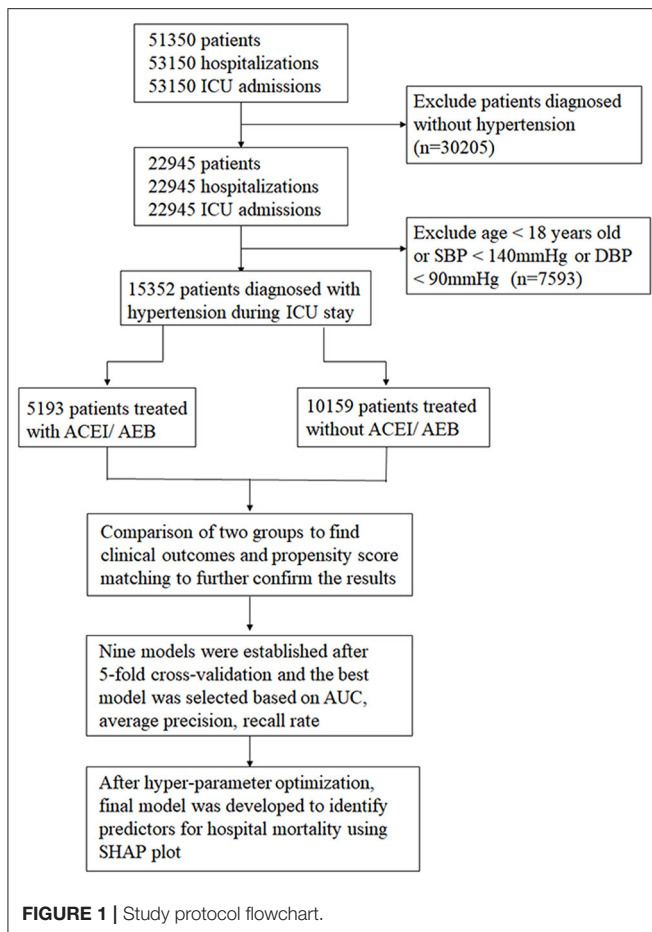 51350 patients
53150 hospitalizations
53150 ICU admissions
Exclude patients diagnosed
without hypertension
(n=30205)
22945 patients
22945 hospitalizations
22945 ICU admissions
Exclude age < 18 years old
or SBP < 140mmHg or DBP
< 90mmHg (n=7593)
15352 patients diagnosed with
hypertension during ICU stay
5193 patients treated
with ACEI/ AEB
10159 patients treated
without ACEI/ AEB
Comparison of two groups to find
clinical outcomes and propensity score
matching to further confirm the results
Nine models were established after
5-fold cross-validation and the best
model was selected based on AUC,
average precision, recall rate
After hyper-parameter optimization,
final model was developed to identify
predictors for hospital mortality using
SHAP plot
FIGURE 1 | Study protocol flowchart.